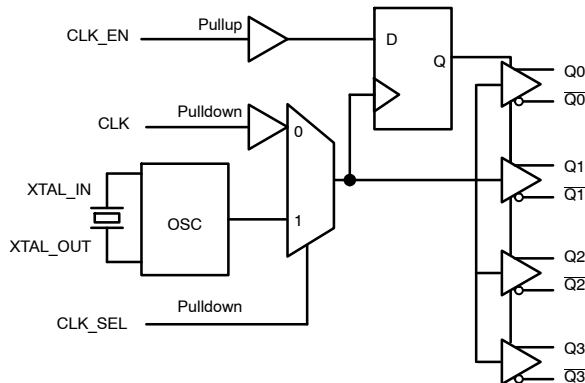 CLK_EN
Pullup
D
Q
Q0
Q0
CLK
Pulldown
0
XTAL_IN
OSC
1
XTAL_OUT
Q1
Q1
Pulldown
CLK_SEL
Q2
Q2
Q3
Q3